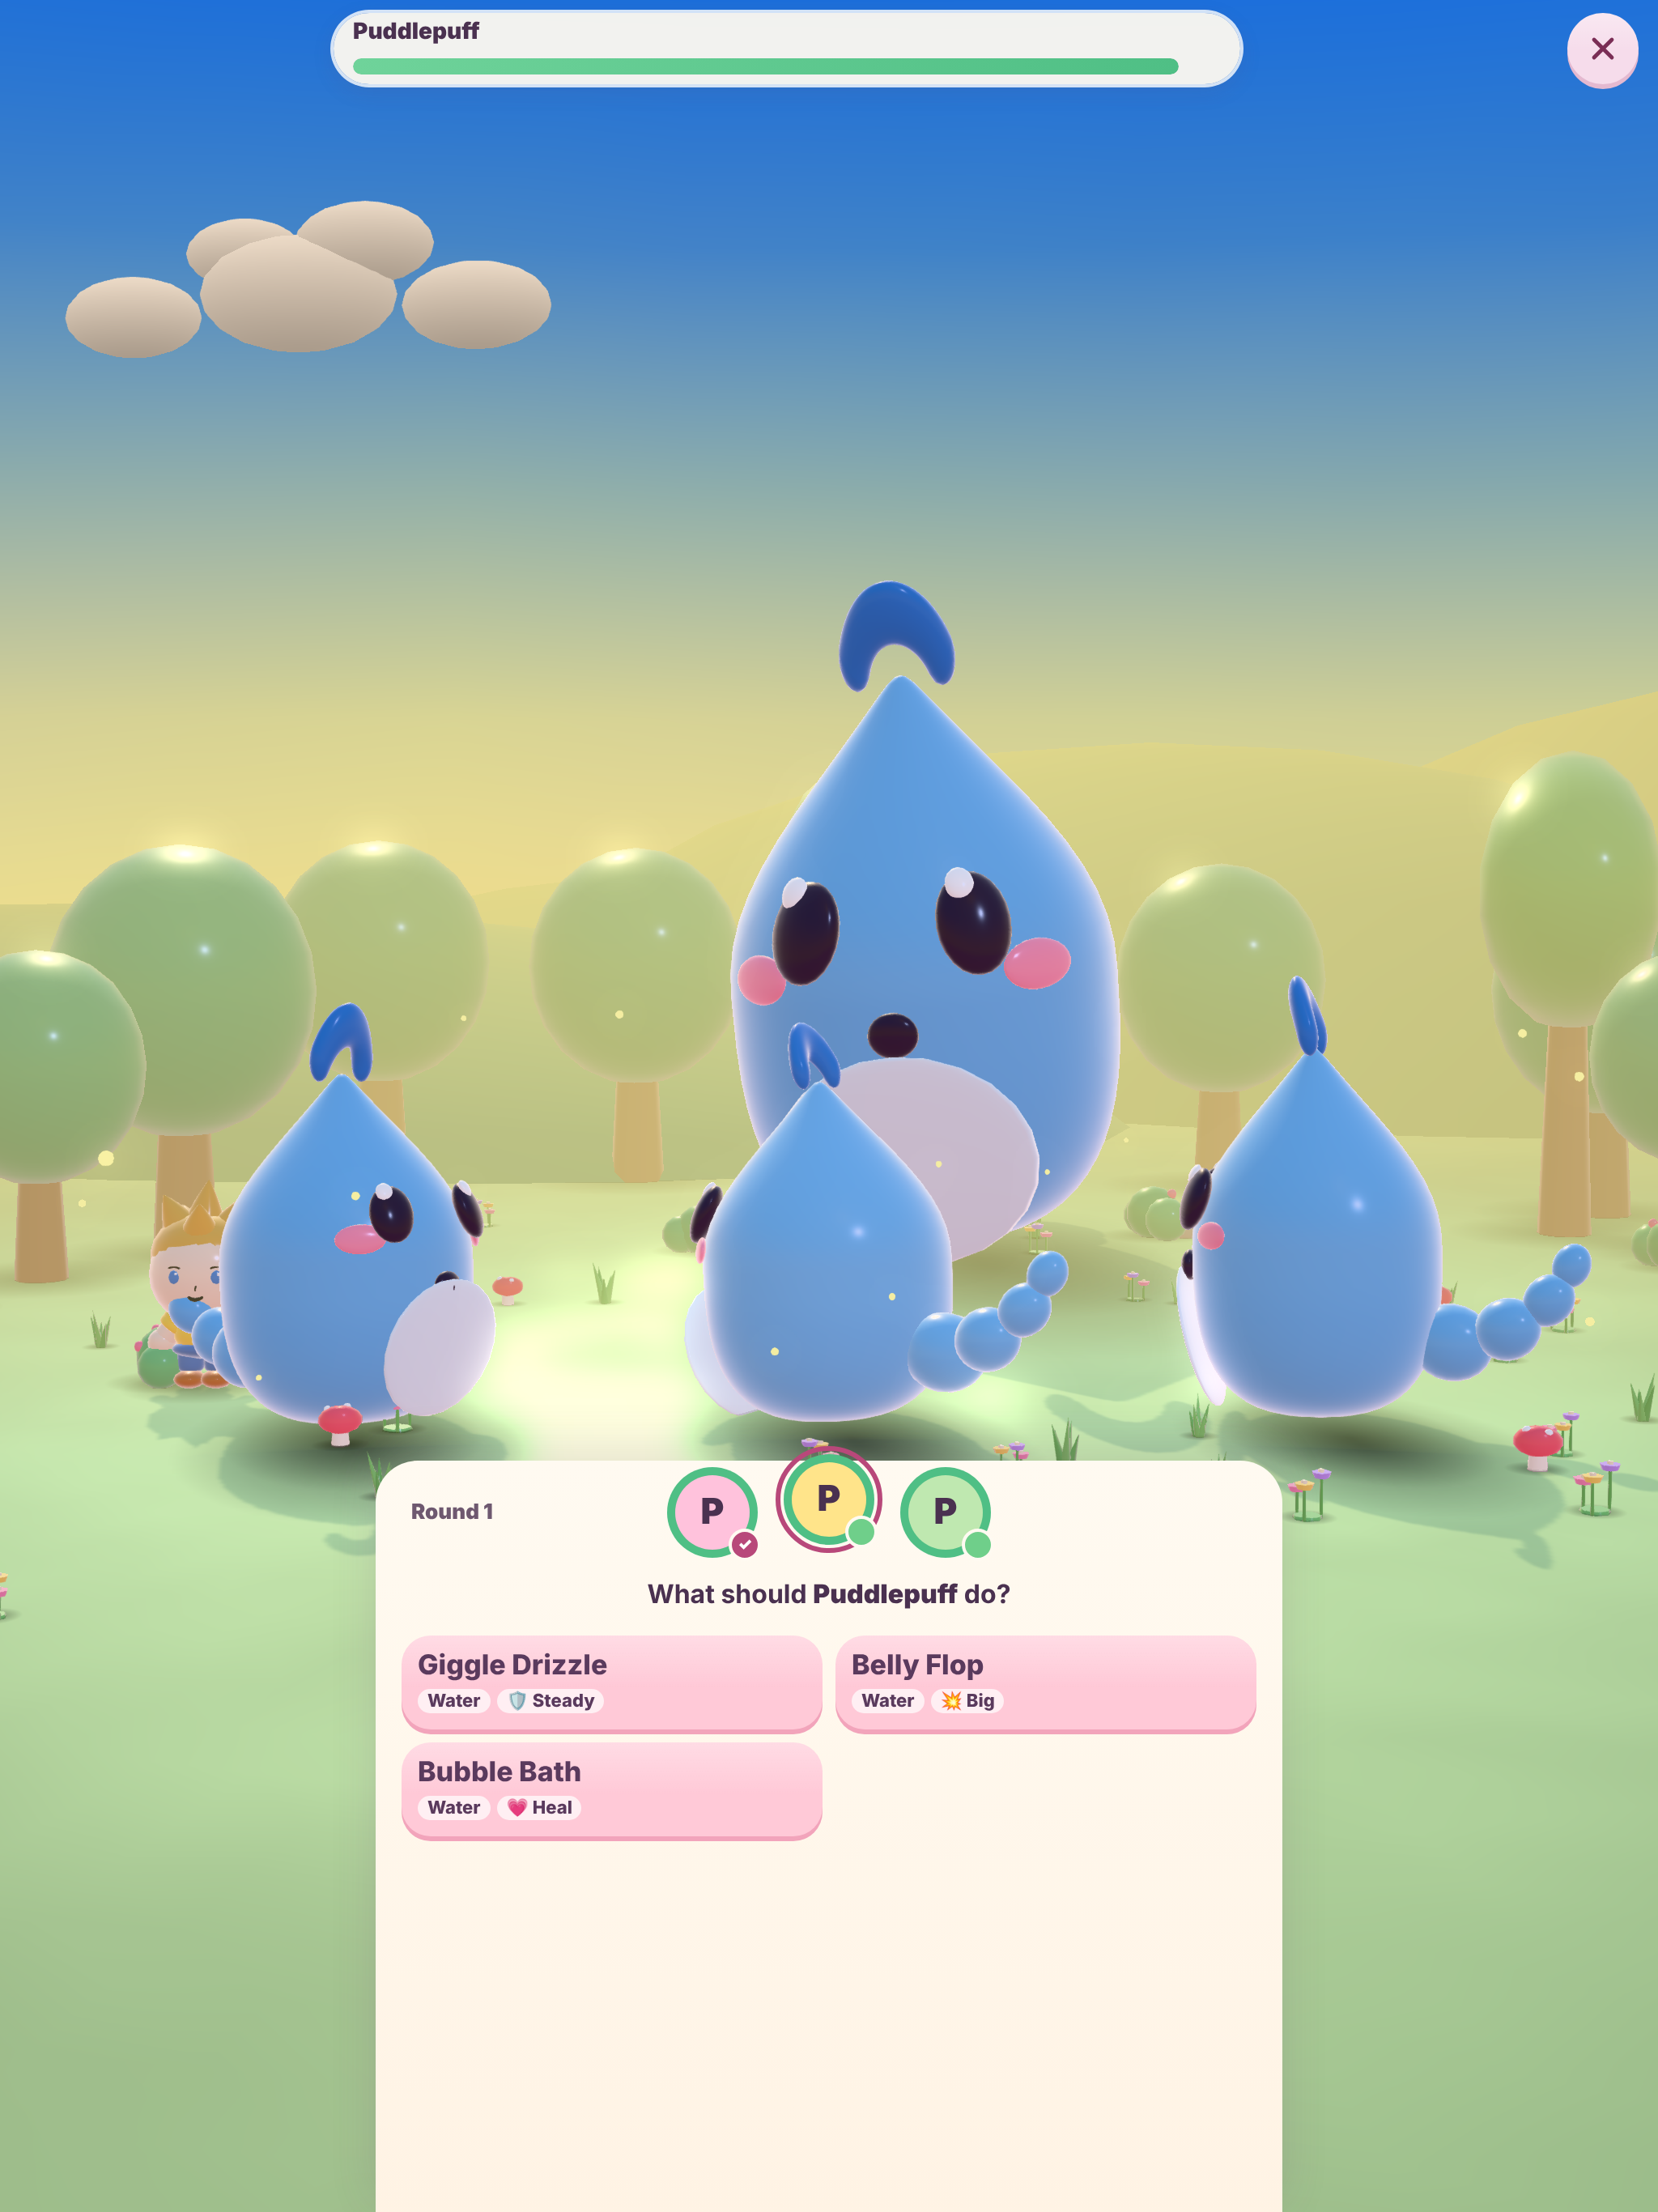 Puddlepuff
Round 1
P P P
What should Puddlepuff do?
Giggle Drizzle
Water 🛡️ Steady
Belly Flop
Water 💥 Big
Bubble Bath
Water 💗 Heal